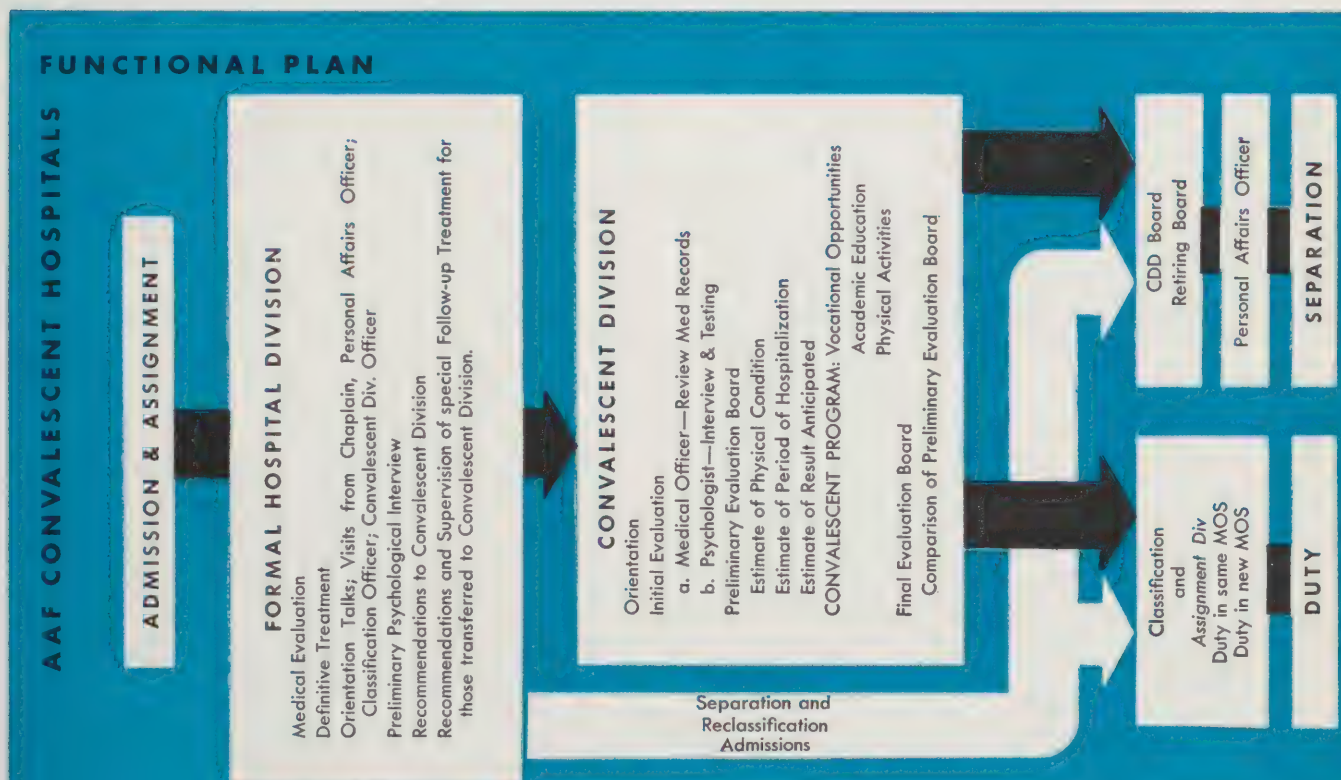 AAF CONVALESCENT HOSPITALS
FUNCTIONAL PLAN
ADMISSION & ASSIGNMENT
FORMAL HOSPITAL DIVISION
Medical Evaluation
Definitive Treatment
Orientation Talks; Visits from Chaplain, Personal Affairs Officer;
Classification Officer; Convalescent Div. Officer
Preliminary Psychological Interview
Recommendations to Convalescent Division
Recommendations and Supervision of special Follow-up Treatment for
those transferred to Convalescent Division.
CONVALESCENT DIVISION
Orientation
Initial Evaluation
a. Medical Officer—Review Med Records
b. Psychologist—Interview & Testing
Preliminary Evaluation Board
Estimate of Physical Condition
Estimate of Period of Hospitalization
Estimate of Result Anticipated
CONVALESCENT PROGRAM: Vocational Opportunities
Academic Education
Physical Activities
Final Evaluation Board
Comparison of Preliminary Evaluation Board
Separation and
Reclassification
Admissions
Classification
and
Assignment Div
Duty in same MOS
Duty in new MOS
DUTY
CDD Board
Retiring Board
Personal Affairs Officer
SEPARATION